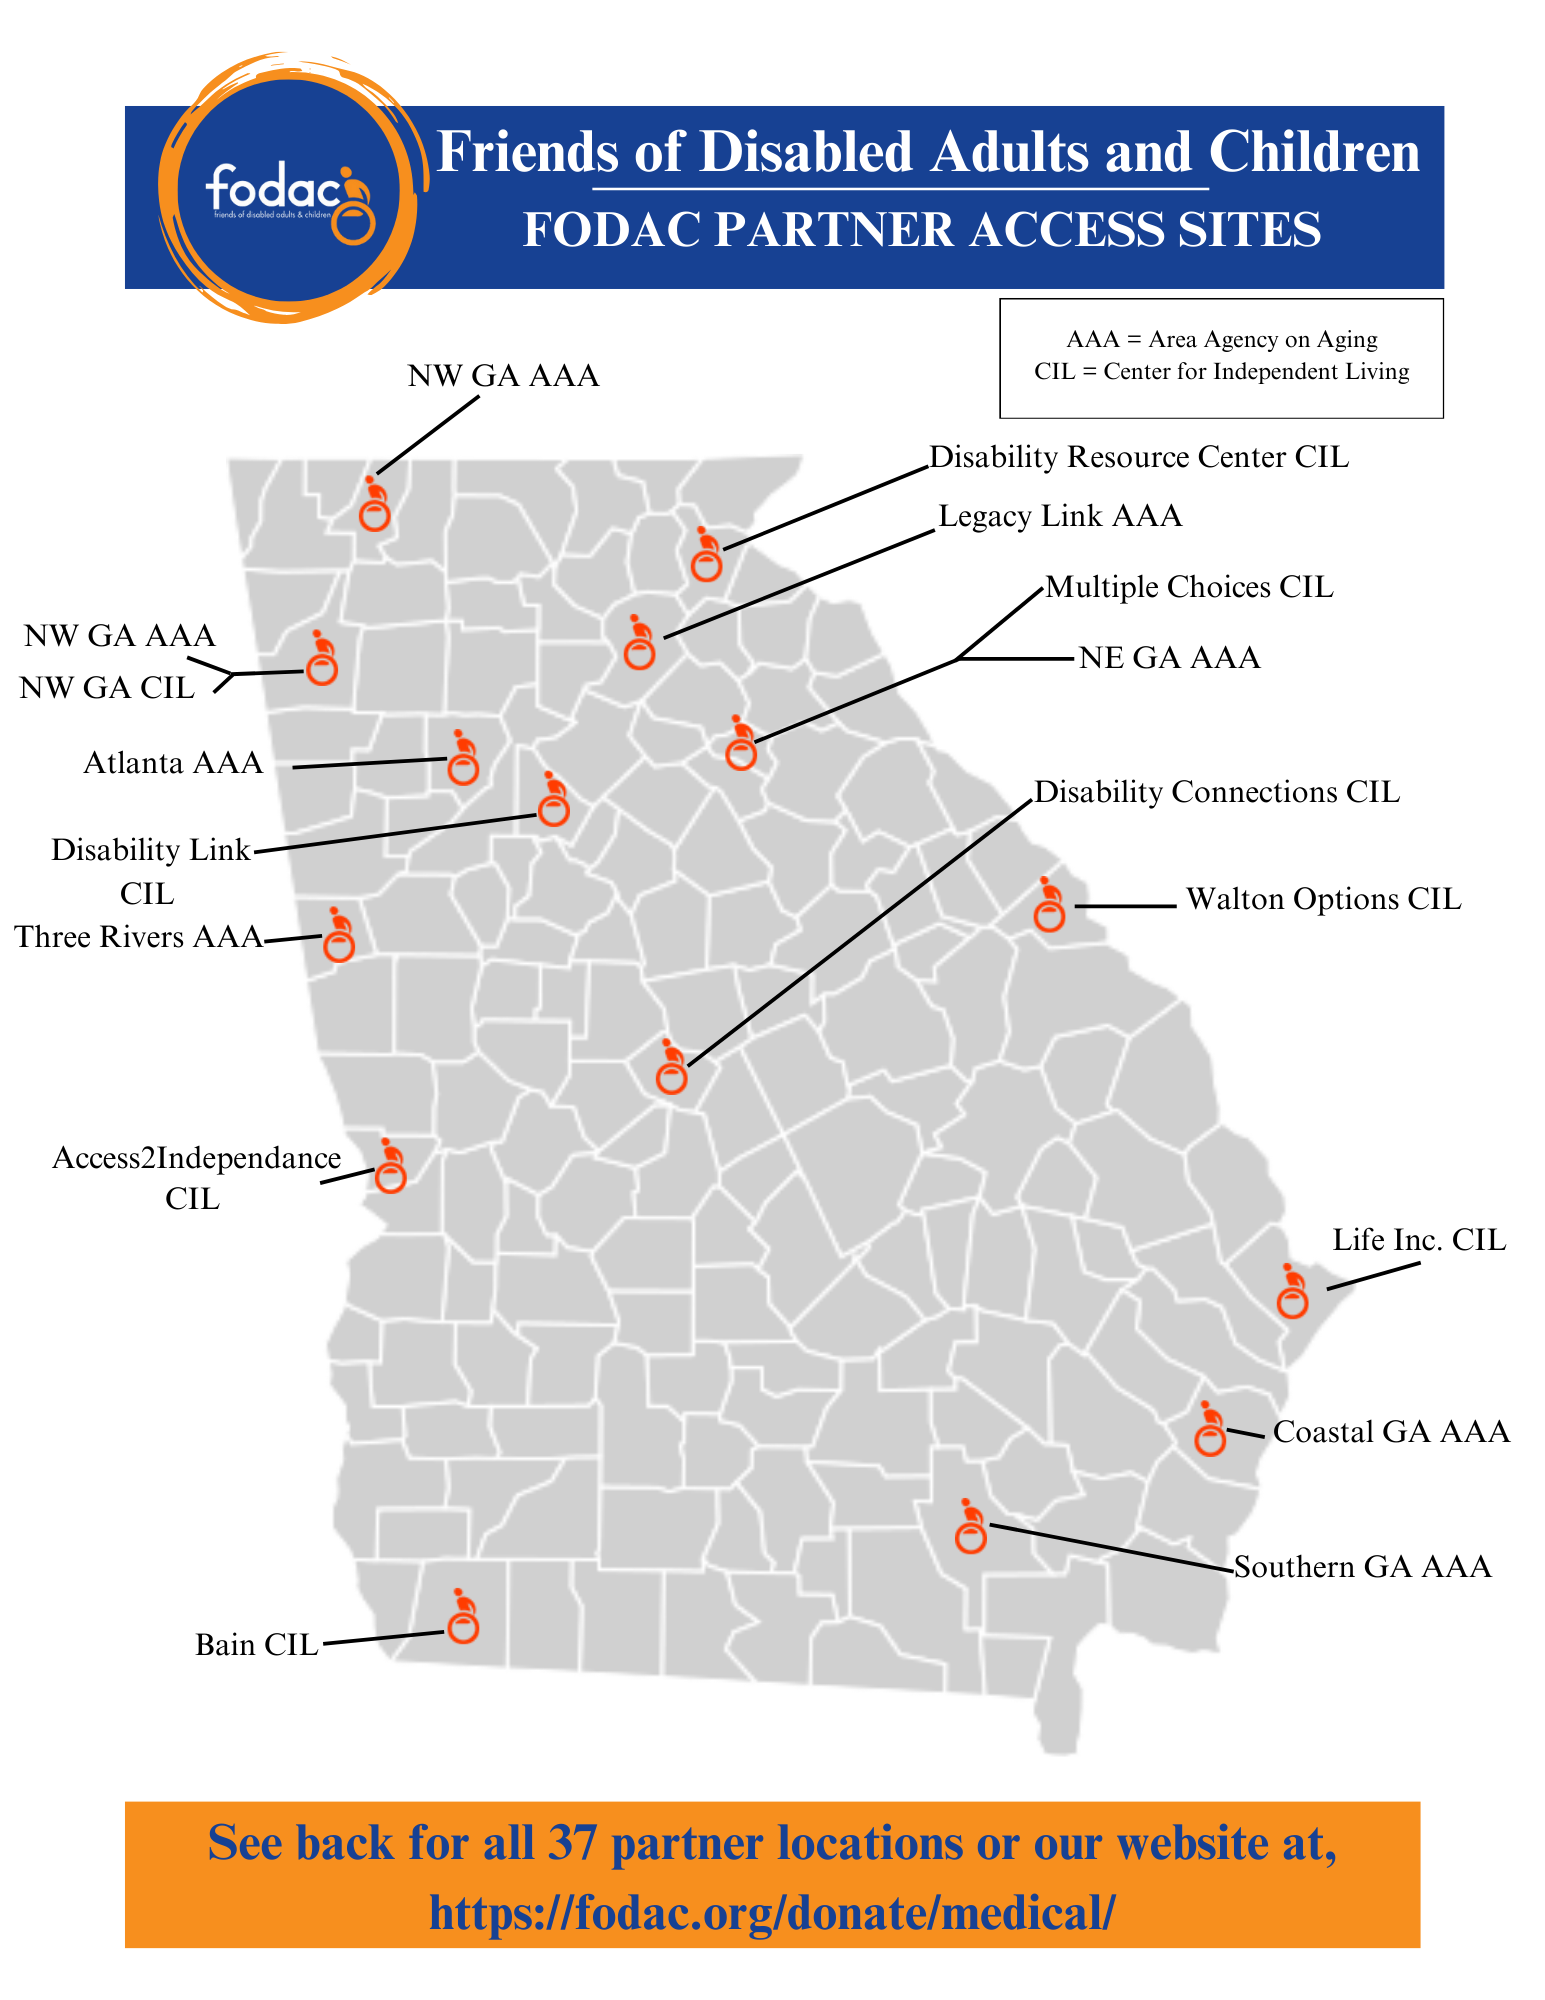 fodac
friends of disabled adults & children
Friends of Disabled Adults and Children
FODAC PARTNER ACCESS SITES
AAA = Area Agency on Aging
CIL = Center for Independent Living
NW GA AAA
Disability Resource Center CIL
Legacy Link AAA
Multiple Choices CIL
NW GA AAA
NE GA AAA
NW GA CIL
Atlanta AAA
Disability Connections CIL
Disability Link
CIL
Walton Options CIL
Three Rivers AAA
Access2Independance
CIL
Life Inc. CIL
Coastal GA AAA
Southern GA AAA
Bain CIL
See back for all 37 partner locations or our website at,
https://fodac.org/donate/medical/